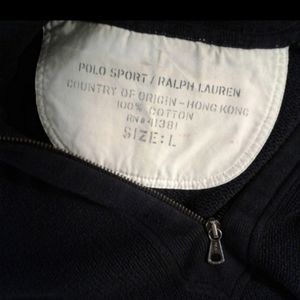 POLO SPORT / RALPH LAUREN
COUNTRY OF ORIGIN - HONG KONG
100% COTTON
RN# 41381
SIZE: L